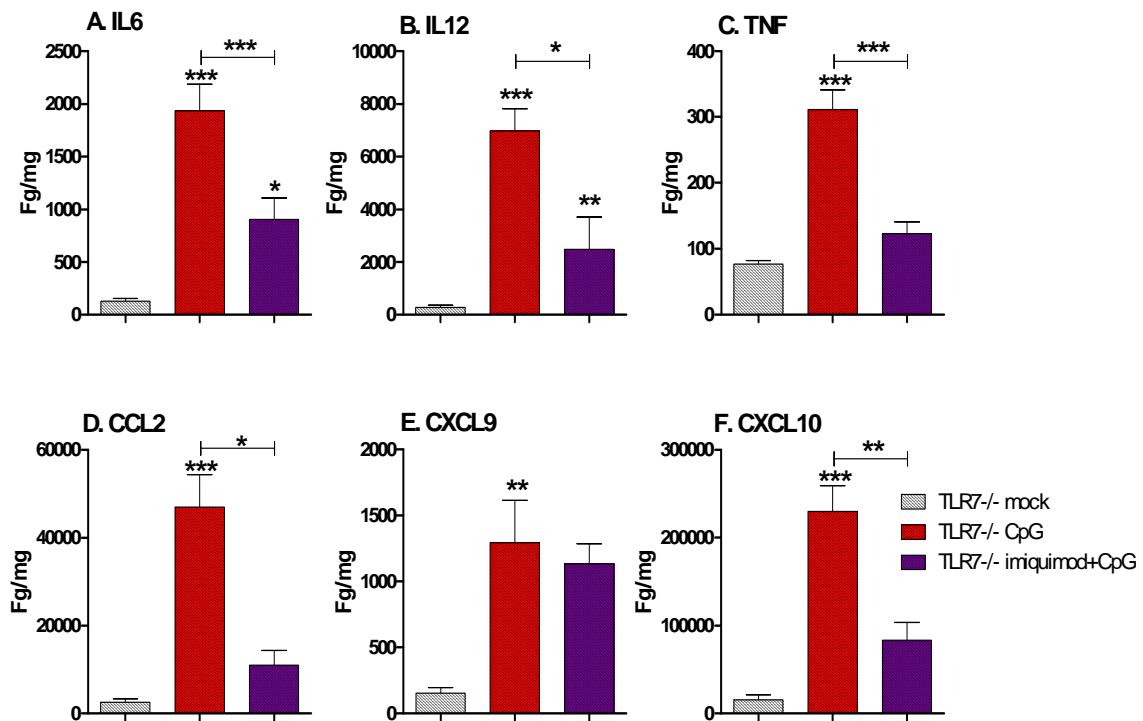 A. IL6
B. IL12
C. TNF
2500
2000
1500
1000
500
0
Fg/mg
***
***
*
10000
8000
6000
4000
2000
0
Fg/mg
***
*
**
400
300
200
100
0
Fg/mg
***
***
D. CCL2
E. CXCL9
F. CXCL10
60000
40000
20000
0
Fg/mg
***
*
2000
1500
1000
500
0
Fg/mg
**
300000
200000
100000
0
Fg/mg
***
**
TLR7-/- mock
TLR7-/- CpG
TLR7-/- imiquimod+CpG